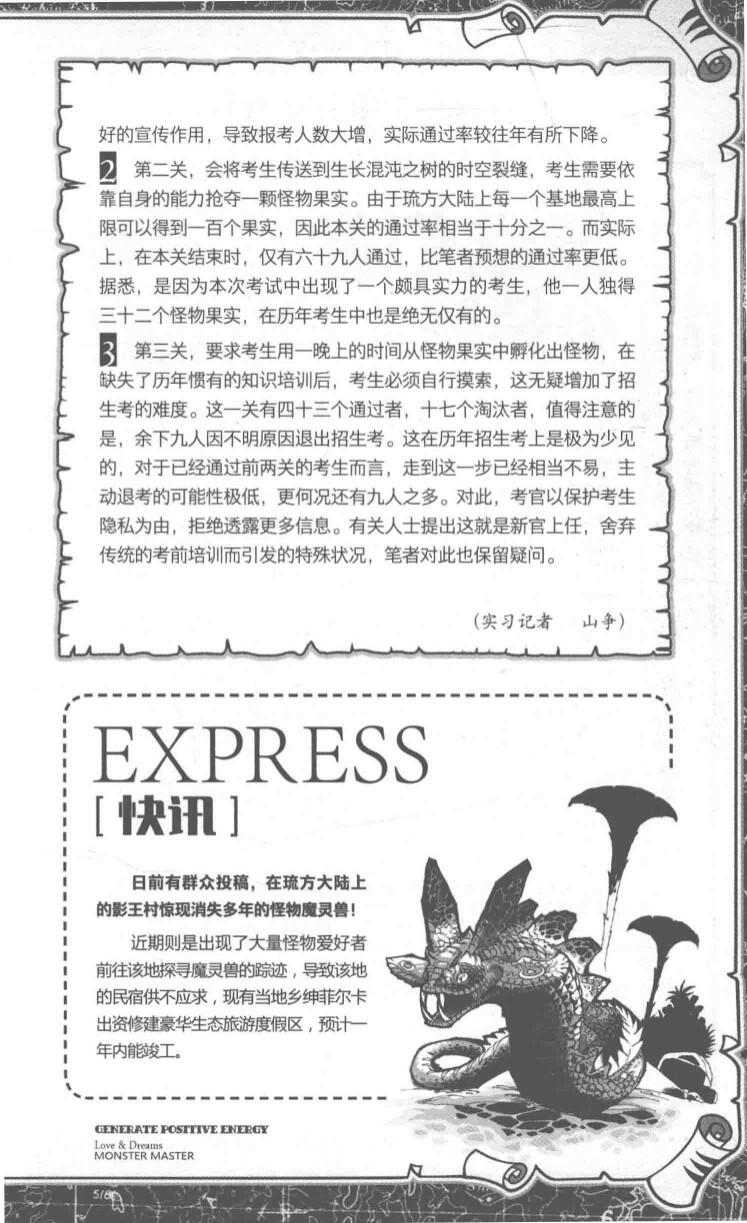 好的宣传作用，导致报考人数大增，实际通过率较往年有所下降。
2 第二关，会将考生传送到生长混沌之树的时空裂缝，考生需要依
靠自身的能力抢夺一颗怪物果实。由于琉方大陆上每一个基地最高上
限可以得到一百个果实，因此本关的通过率相当于十分之一。而实际
上，在本关结束时，仅有六十九人通过，比笔者预想的通过率更低。
据悉，是因为本次考试中出现了一个颇具实力的考生，他一人独得
三十二个怪物果实，在历年考生中也是绝无仅有的。
3 第三关，要求考生用一晚上的时间从怪物果实中孵化出怪物，在
缺失了历年惯有的知识培训后，考生必须自行摸索，这无疑增加了招
生考的难度。这一关有四十三个通过者，十七个淘汰者，值得注意的
是，余下九人因不明原因退出招生考。这在历年招生考上是极为少见
的，对于已经通过前两关的考生而言，走到这一步已经相当不易，主
动退考的可能性极低，更何况还有九人之多。对此，考官以保护考生
隐私为由，拒绝透露更多信息。有关人士提出这就是新官上任，舍弃
传统的考前培训而引发的特殊状况，笔者对此也保留疑问。
（实习记者 山争）
EXPRESS
[快讯]
日前有群众投稿，在琉方大陆上
的影王村惊现消失多年的怪物魔灵兽！
近期则是出现了大量怪物爱好者
前往该地探寻魔灵兽的踪迹，导致该地
的民宿供不应求，现有当地乡绅菲尔卡
出资修建豪华生态旅游度假区，预计一
年内能竣工。
GENERATE POSITIVE ENERGY
Love & Dreams
MONSTER MASTER